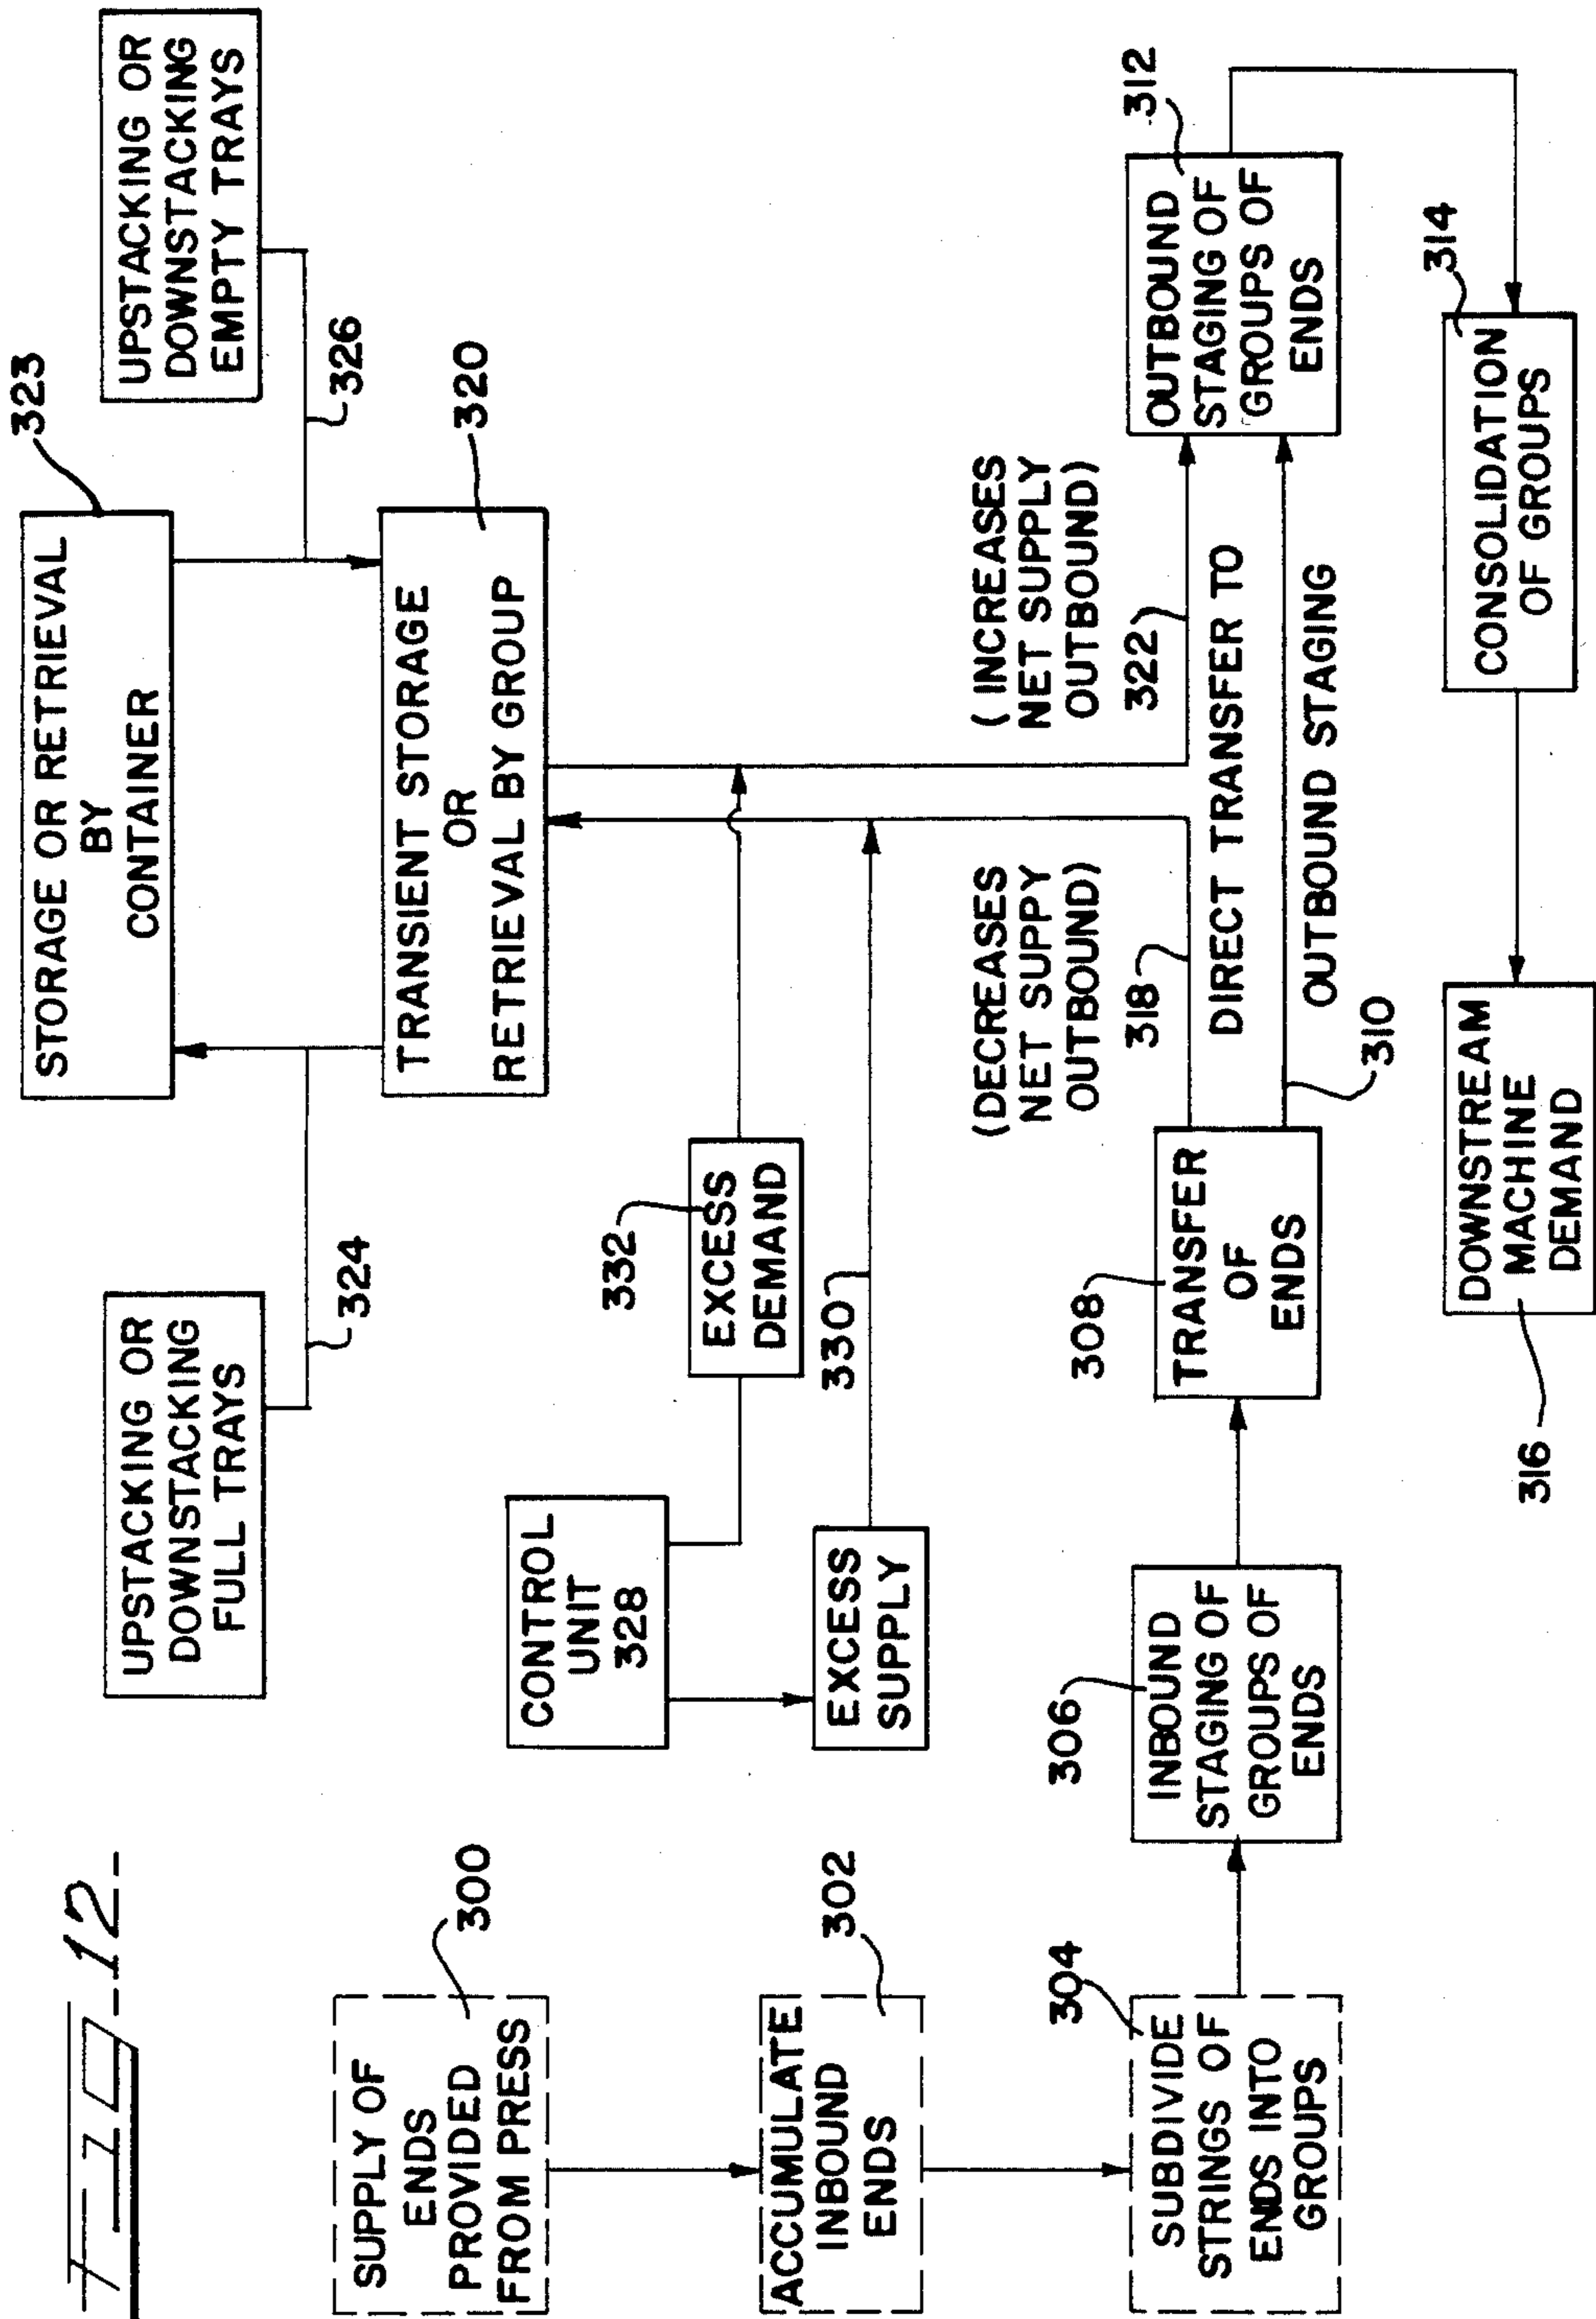 FIG-12-
SUPPLY OF
ENDS
PROVIDED
FROM PRESS
300
ACCUMULATE
INBOUND
ENDS
302
SUBDIVIDE
STRINGS OF
ENDS INTO
GROUPS
304
INBOUND
STAGING OF
GROUPS OF
ENDS
306
TRANSFER
OF
ENDS
308
DIRECT TRANSFER TO
OUTBOUND STAGING
310
(DECREASES
NET SUPPY
OUTBOUND)
318
(INCREASES
NET SUPPLY
OUTBOUND)
322
OUTBOUND
STAGING OF
GROUPS OF
ENDS
312
CONSOLIDATION
OF GROUPS
314
DOWNSTREAM
MACHINE
DEMAND
316
CONTROL
UNIT
328
EXCESS
SUPPLY
330
EXCESS
DEMAND
332
TRANSIENT STORAGE
OR
RETRIEVAL BY GROUP
320
STORAGE OR RETRIEVAL
BY
CONTAINER
323
UPSTACKING OR
DOWNSTACKING
FULL TRAYS
324
UPSTACKING OR
DOWNSTACKING
EMPTY TRAYS
326